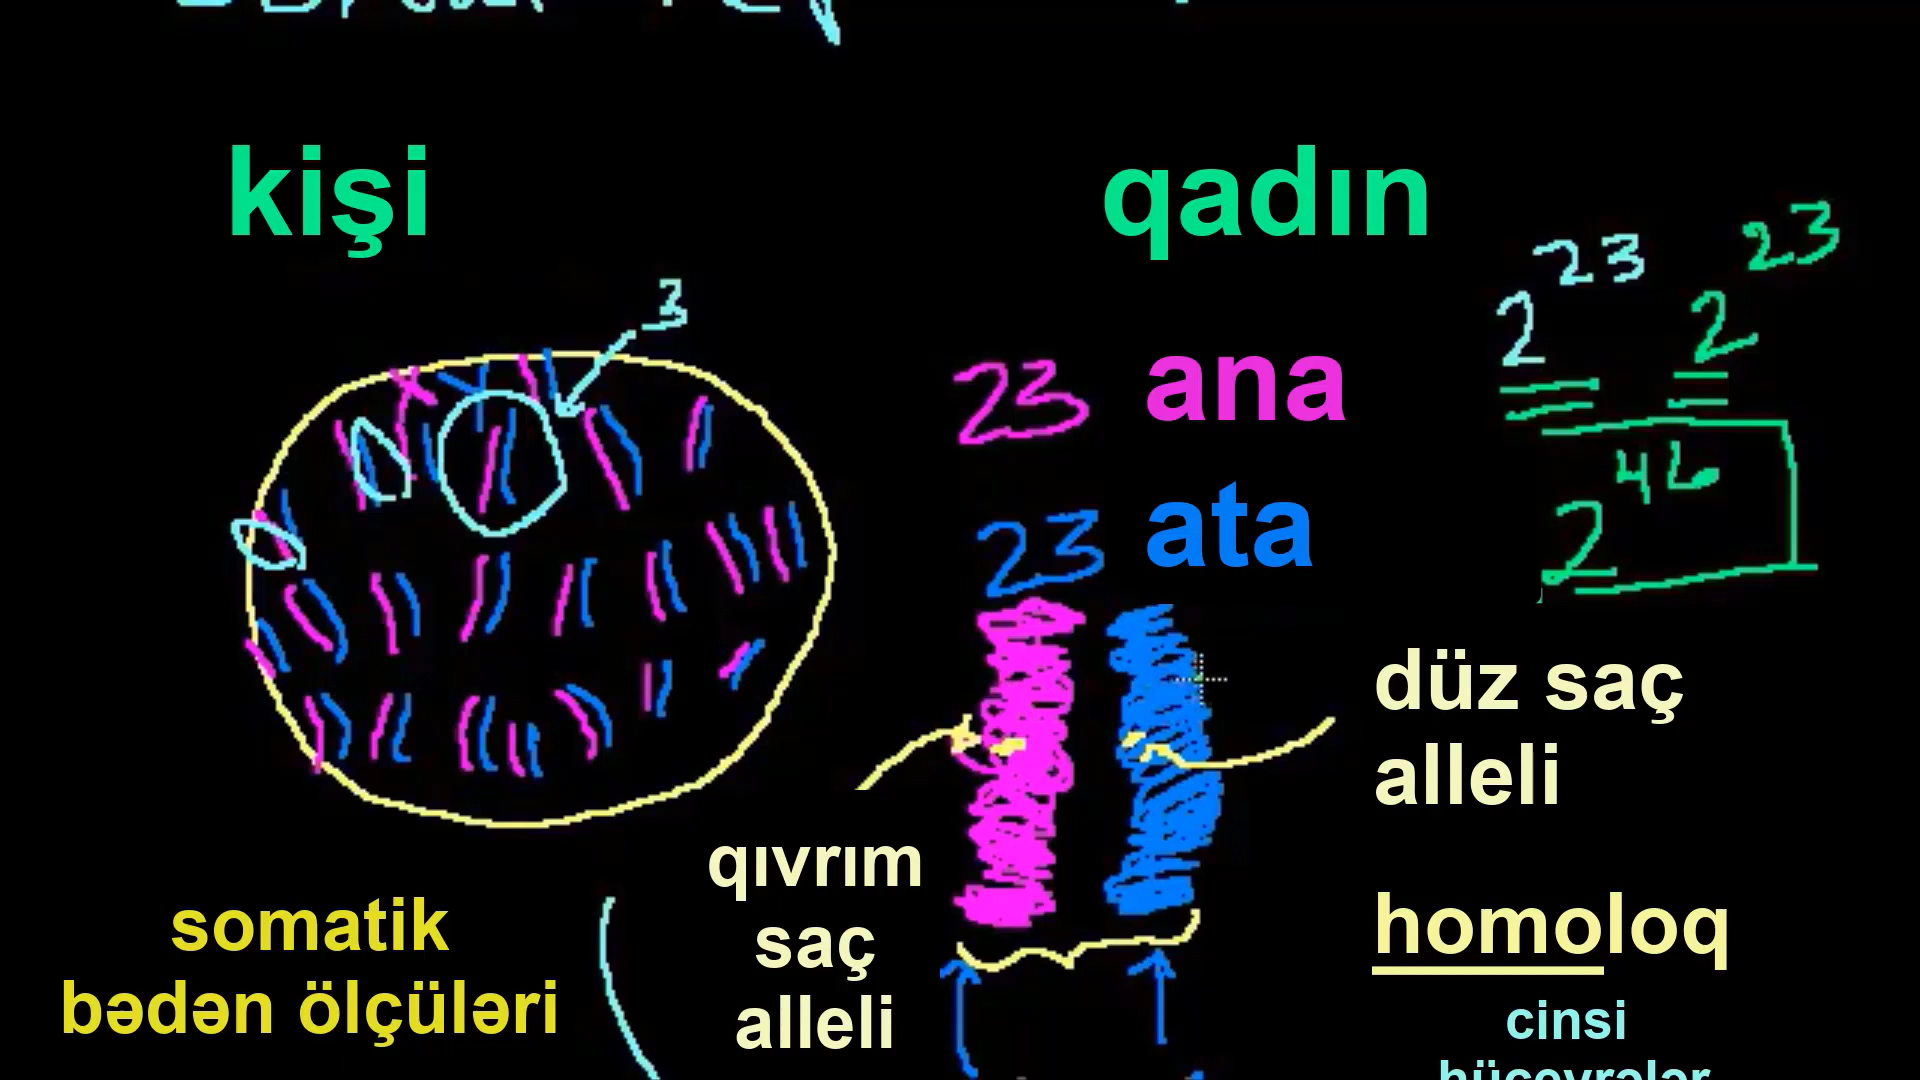 kişi
qadın
3
2^23 2^23
23 ana
2^46
23 ata
düz saç
alleli
qıvrım
saç
alleli
somatik
bədən ölçüləri
homoloq
cinsi
hüceyrələr